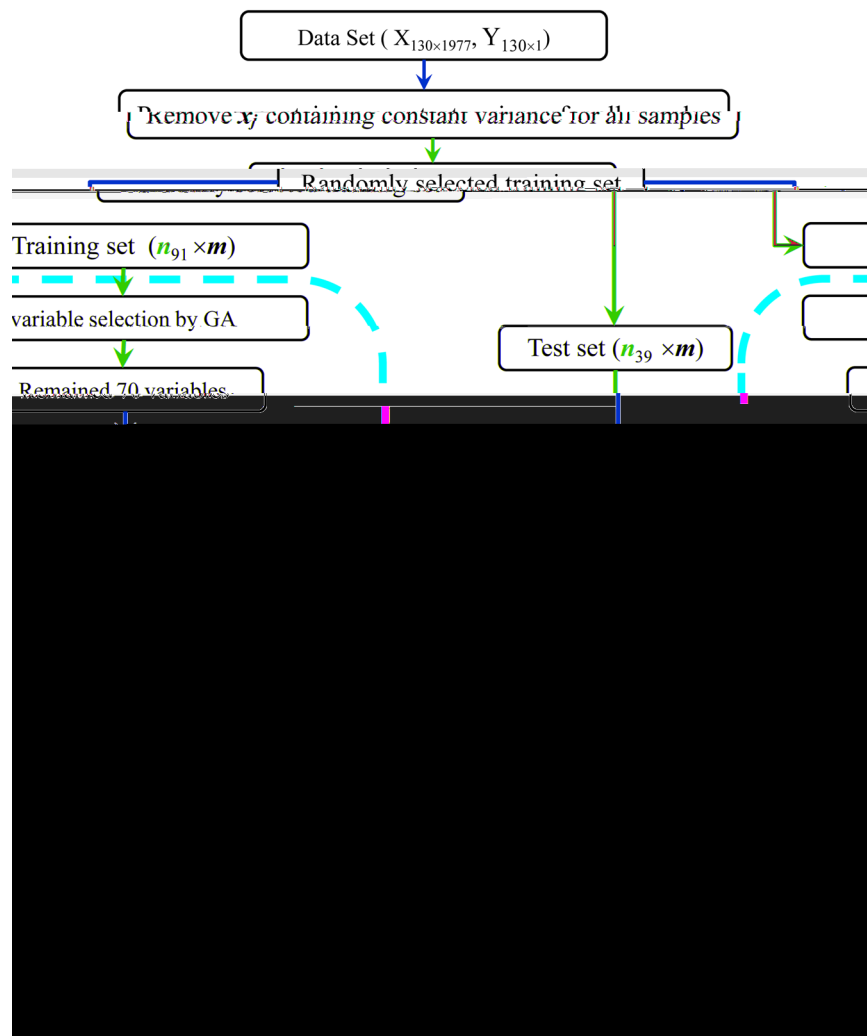 Data Set ( X130×1977, Y130×1)
Remove xj containing constant variance for all samples
Randomly selected training set
Training set (n91 ×m)
variable selection by GA
Test set (n39 ×m)
Remained 70 variables